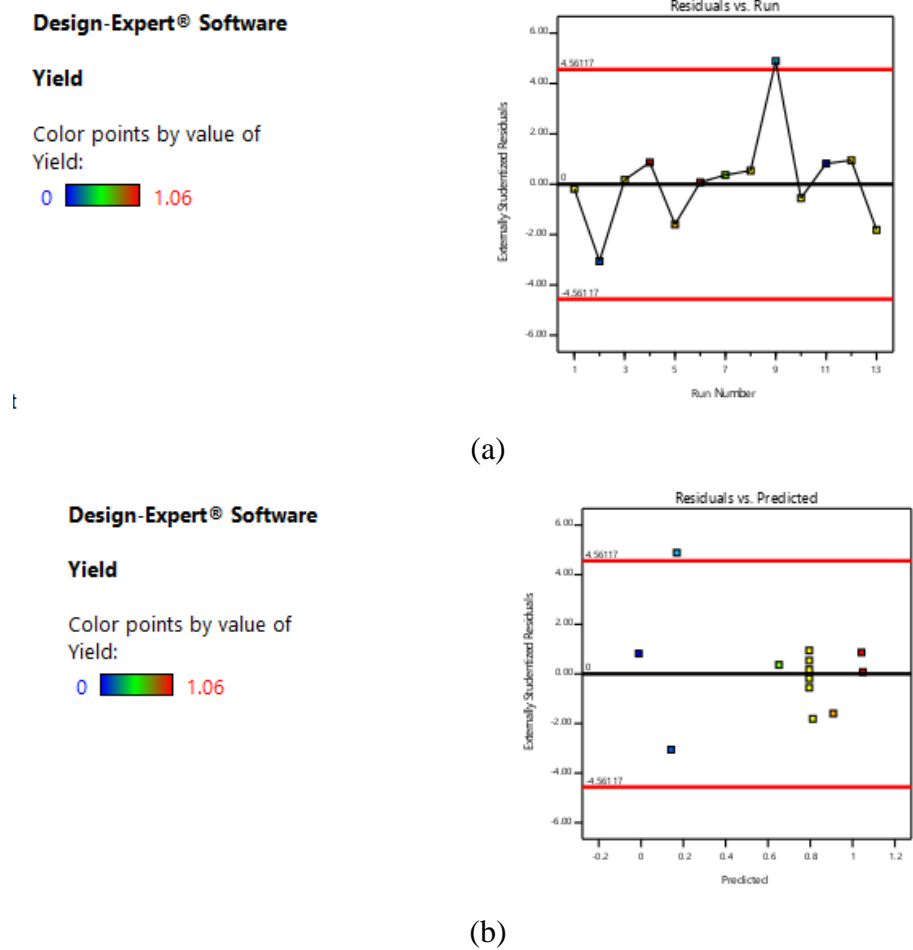 Design-Expert® Software
Yield
Color points by value of
Yield:
0 1.06
t
Residuals vs. Run
Externally Studentized Residuals
6.00
4.00
2.00
0.00
-2.00
-4.00
-6.00
4.56117
0
-4.56117
1 3 5 7 9 11 13
Run Number
(a)
Design-Expert® Software
Yield
Color points by value of
Yield:
0 1.06
Residuals vs. Predicted
Externally Studentized Residuals
6.00
4.00
2.00
0.00
-2.00
-4.00
-6.00
4.56117
0
-4.56117
-0.2 0 0.2 0.4 0.6 0.8 1 1.2
Predicted
(b)